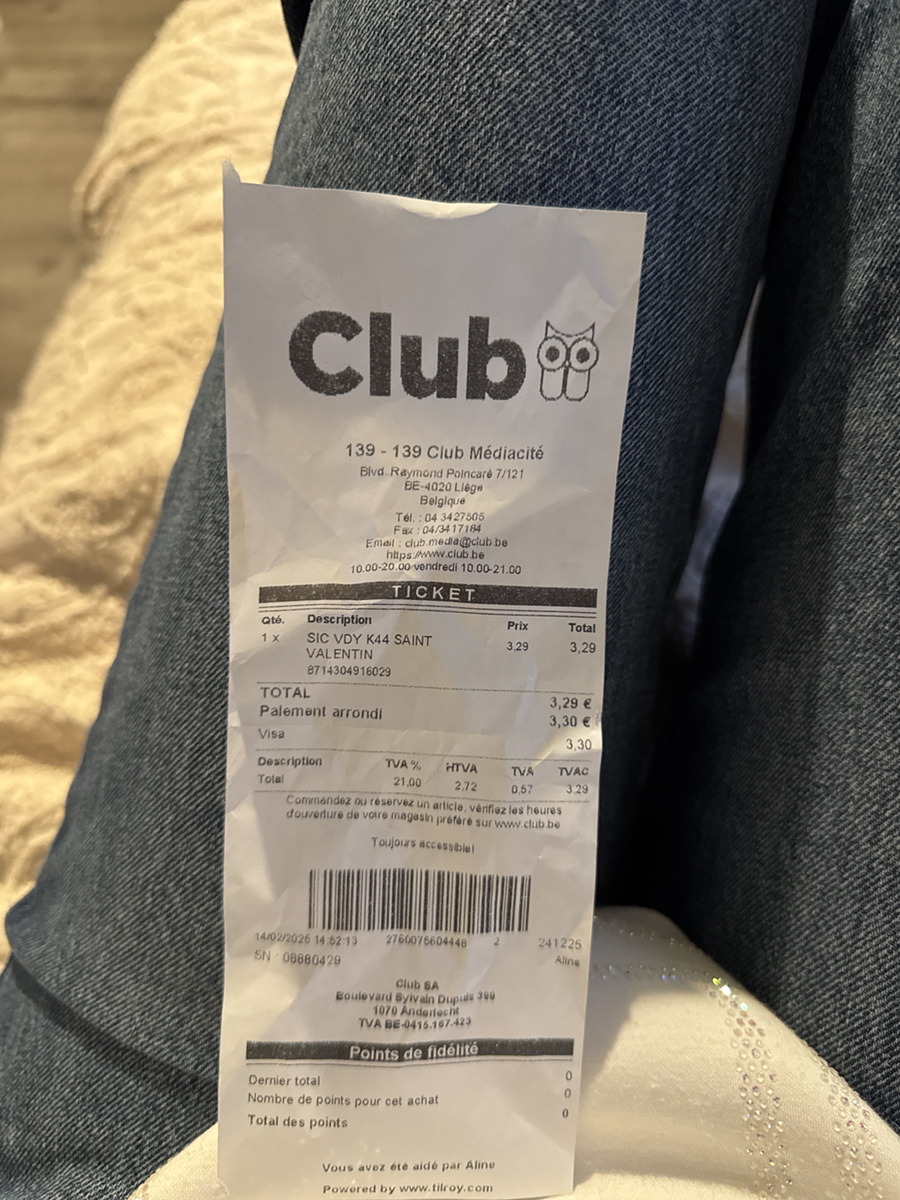 Club
139 - 139 Club Médiacité
Blvd. Raymond Poincaré 7/121
BE-4020 Liège
Belgique
Tél. : 04 3427505
Fax : 04/3417184
Email : club.media@club.be
https://www.club.be
10.00-20.00 vendredi 10.00-21.00
TICKET
Qté. Description Prix Total
1 x SIC VDY K44 SAINT 3,29 3,29
VALENTIN
8714304916029
TOTAL 3,29 €
Paiement arrondi 3,30 €
Visa 3,30
Description TVA % HTVA TVA TVAC
Total 21,00 2,72 0,57 3,29
Commandez ou réservez un article, vérifiez les heures
d'ouverture de votre magasin préféré sur www.club.be
Toujours accessible!
14/02/2025 14:52:13 2760075604448 2 241225
SN : 08880429 Aline
Club SA
Boulevard Sylvain Dupuis 399
1070 Anderlecht
TVA BE-0415.167.423
Points de fidélité
Dernier total 0
Nombre de points pour cet achat 0
Total des points 0
Vous avez été aidé par Aline
Powered by www.tilroy.com